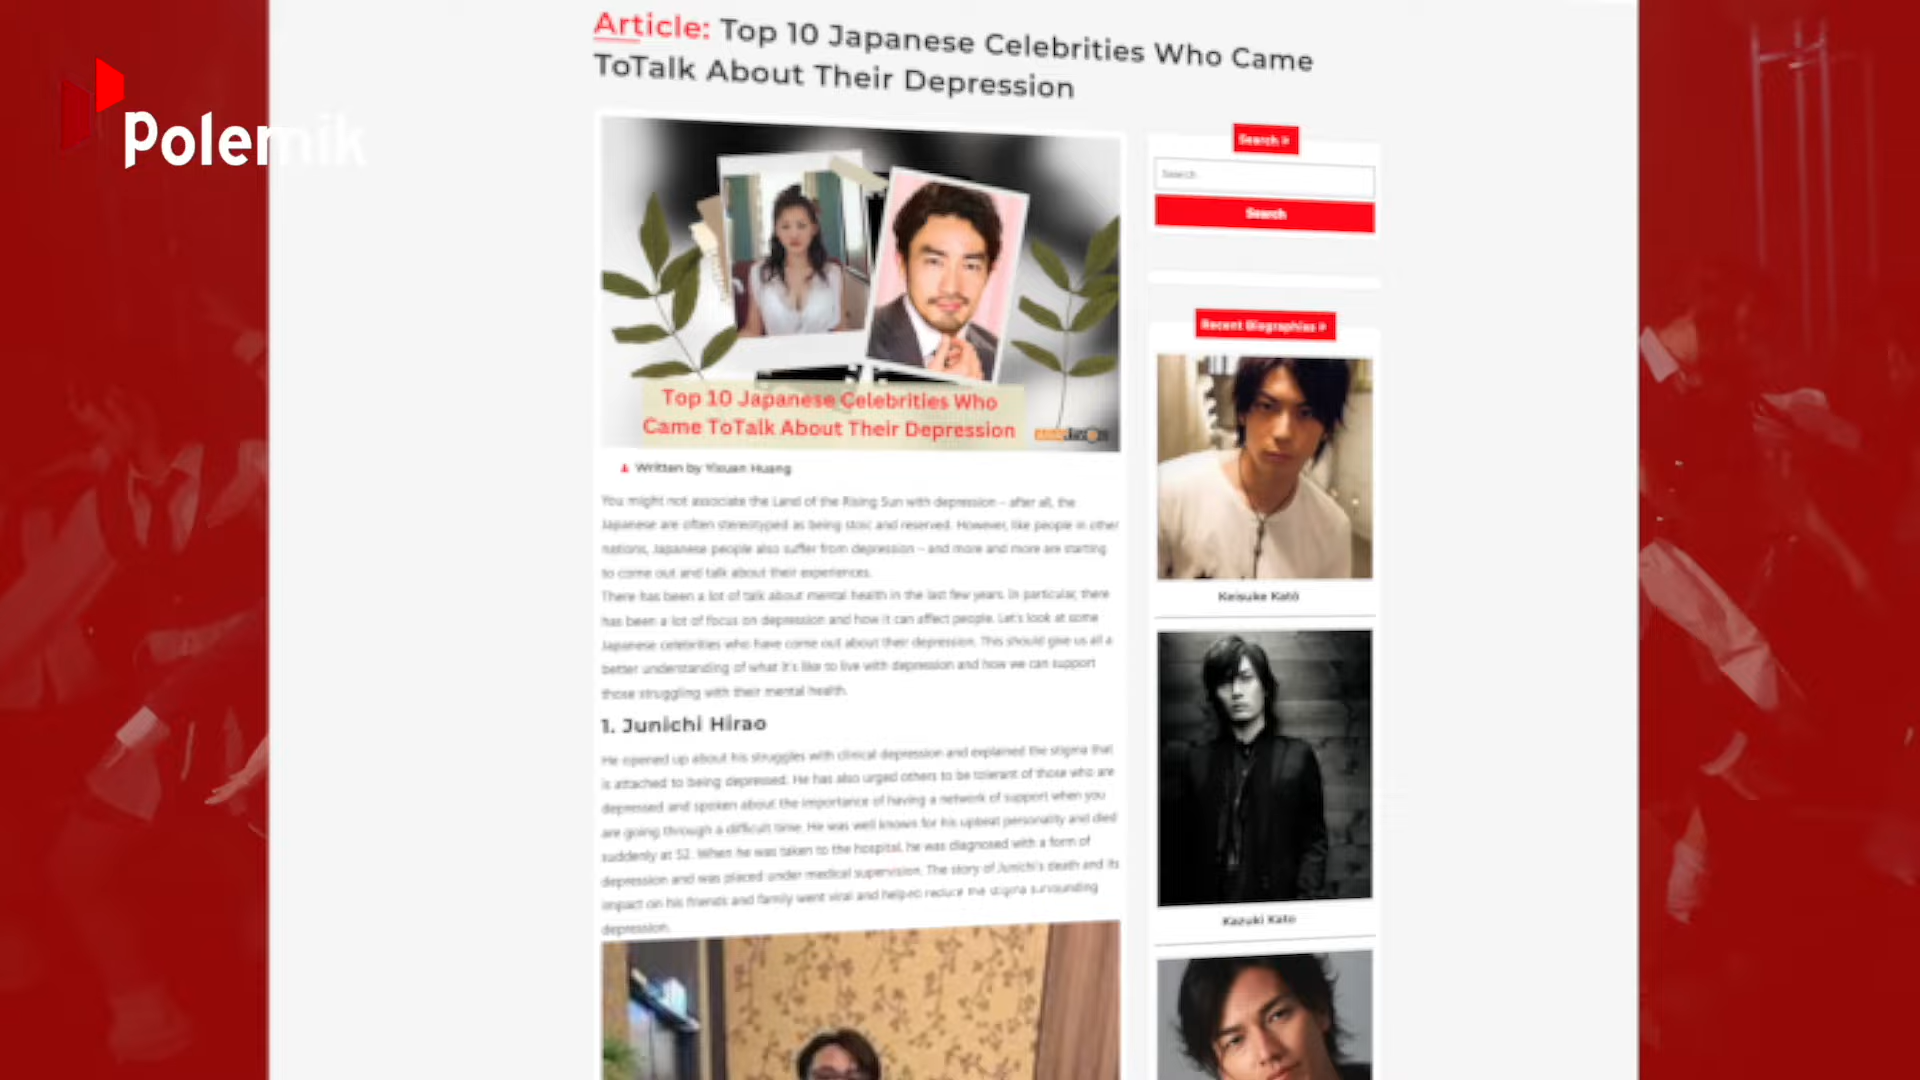 Polemik
Article: Top 10 Japanese Celebrities Who Came
ToTalk About Their Depression
Search »
Search
Search
Top 10 Japanese Celebrities Who
Came ToTalk About Their Depression
Written by Yixuan Huang
Recent Biographies »
You might not associate the Land of the Rising Sun with depression – after all, the
Japanese are often stereotyped as being stoic and reserved. However, like people in other
nations, Japanese people also suffer from depression – and more and more are starting
to come out and talk about their experiences.
There has been a lot of talk about mental health in the last few years. In particular, there
has been a lot of focus on depression and how it can affect people. Let's look at some
Japanese celebrities who have come out about their depression. This should give us all a
better understanding of what it's like to live with depression and how we can support
those struggling with their mental health.
1. Junichi Hirao
He opened up about his struggles with clinical depression and explained the stigma that
is attached to being depressed. He has also urged others to be tolerant of those who are
depressed and spoken about the importance of having a network of support when you
are going through a difficult time. He was well known for his upbeat personality and died
suddenly at 52. When he was taken to the hospital, he was diagnosed with a form of
depression and was placed under medical supervision. The story of Junichi's death and its
impact on his friends and family went viral and helped reduce the stigma surrounding
depression.
Keisuke Kato
Kazuki Kato